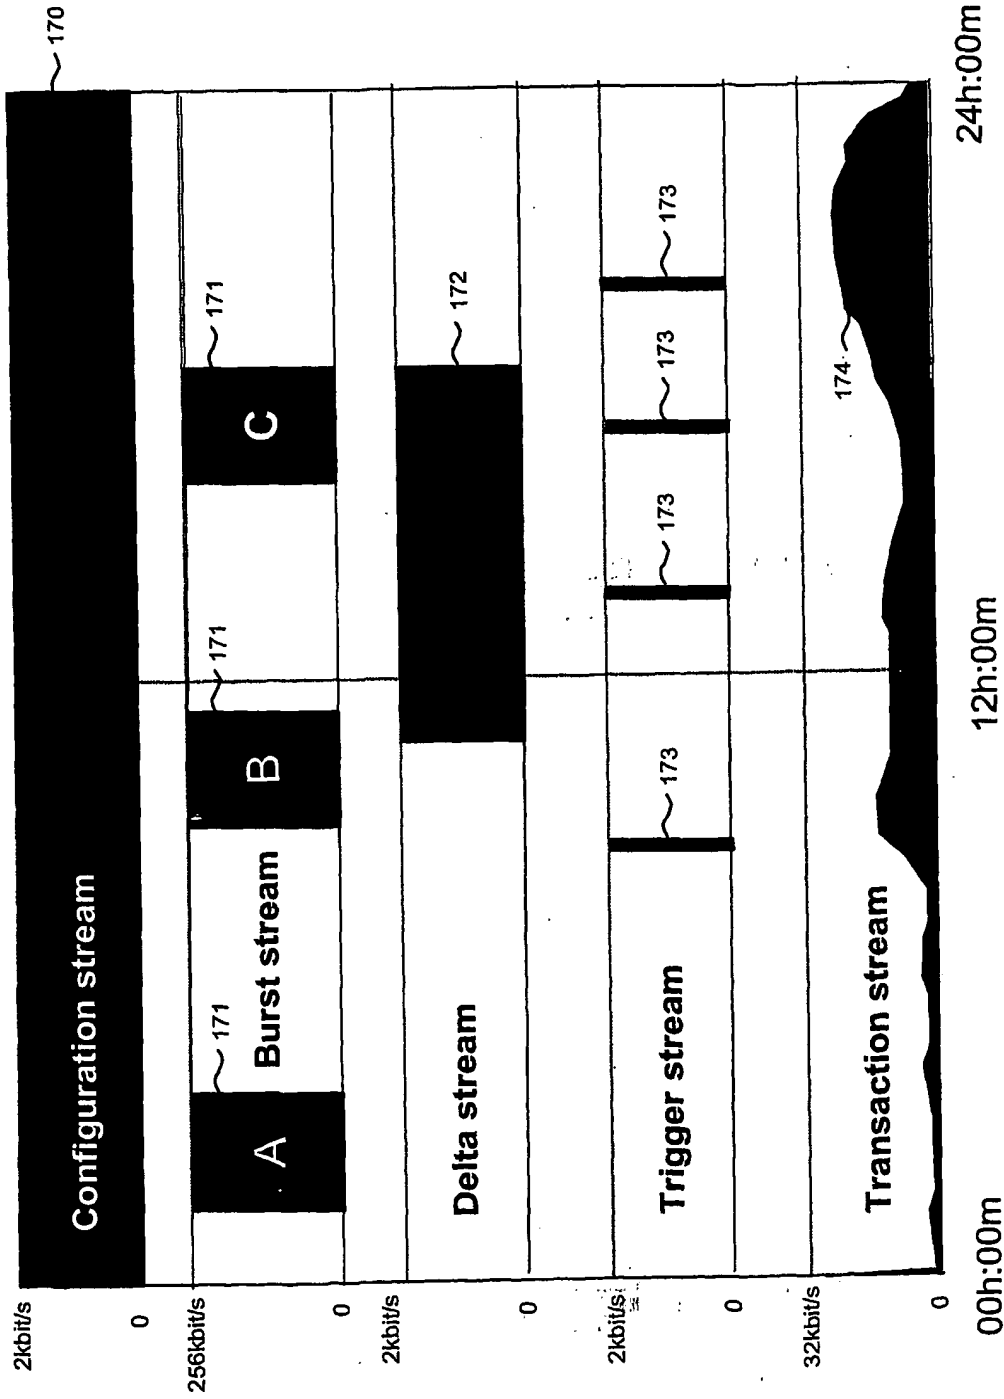 170
2kbit/s
Configuration stream
0
256kbit/s
171
171
171
A
Burst stream
B
C
0
2kbit/s
172
Delta stream
0
2kbit/s
173
173
173
173
Trigger stream
0
32kbit/s
174
Transaction stream
0
00h:00m
12h:00m
24h:00m